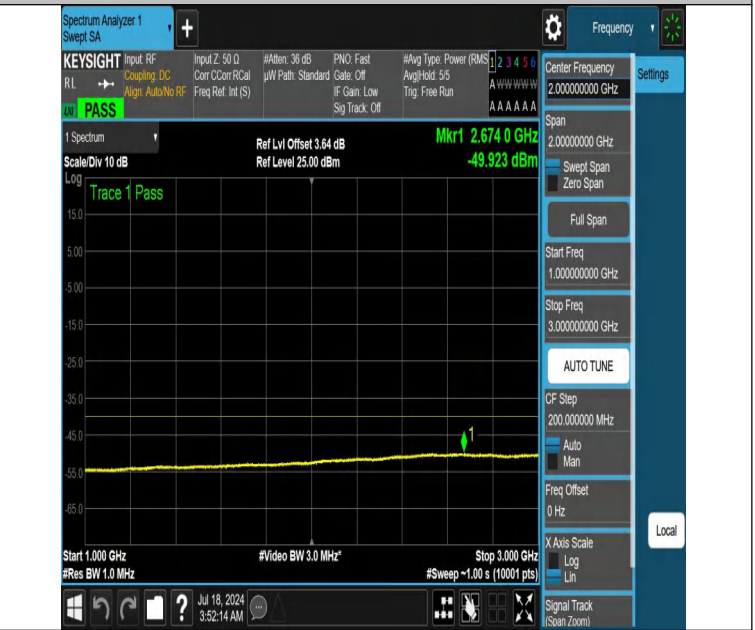 Spectrum Analyzer 1
Swept SA
+
Frequency
KEYSIGHT
RL
PASS
Input: RF
Coupling: DC
Align: Auto/No RF
Input Z: 50 Ω
Corr CCorr RCal
Freq Ref: Int (S)
#Atten: 36 dB
µW Path: Standard
PNO: Fast
Gate: Off
IF Gain: Low
Sig Track: Off
#Avg Type: Power (RMS
Avg|Hold: 5/5
Trig: Free Run
1 2 3 4 5 6
A W W W W W
A A A A A A
1 Spectrum
Scale/Div 10 dB
Ref Lvl Offset 3.64 dB
Ref Level 25.00 dBm
Mkr1 2.674 0 GHz
-49.923 dBm
Log
Trace 1 Pass
15.0
5.00
-5.00
-15.0
-25.0
-35.0
-45.0
-55.0
-65.0
1
Start 1.000 GHz
#Res BW 1.0 MHz
#Video BW 3.0 MHz*
Stop 3.000 GHz
#Sweep ~1.00 s (10001 pts)
Center Frequency
2.000000000 GHz
Span
2.00000000 GHz
Swept Span
Zero Span
Full Span
Start Freq
1.000000000 GHz
Stop Freq
3.000000000 GHz
AUTO TUNE
CF Step
200.000000 MHz
Auto
Man
Freq Offset
0 Hz
X Axis Scale
Log
Lin
Signal Track
(Span Zoom)
Settings
Local
?
Jul 18, 2024
3:52:14 AM